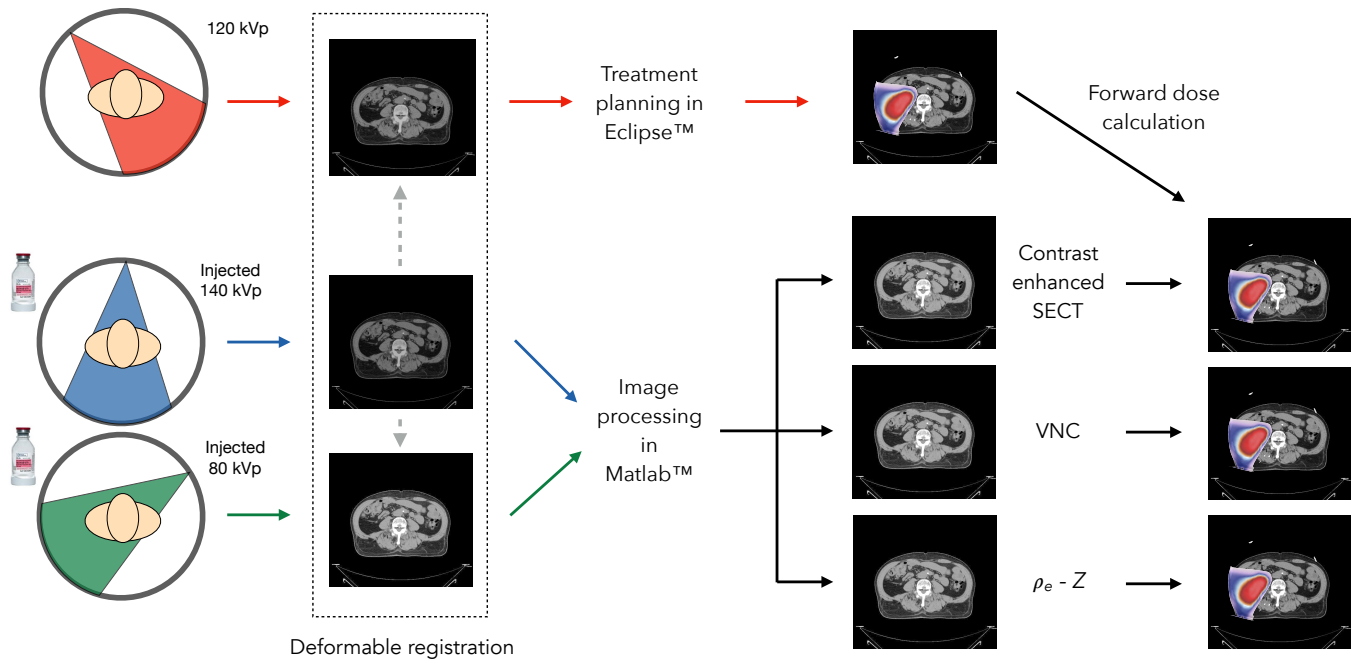 120 kVp
Treatment
planning in
Eclipse™
Forward dose
calculation
Injected
140 kVp
Contrast
enhanced
SECT
Image
processing
in
Matlab™
VNC
Injected
80 kVp
ρe - Z
Deformable registration